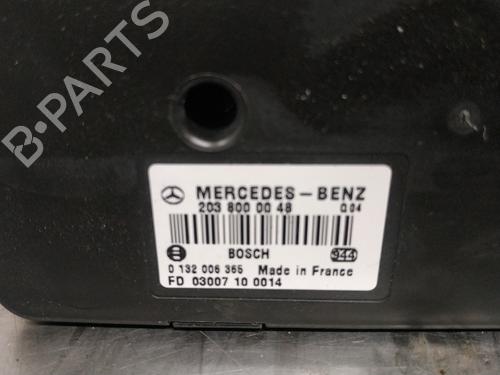 B-PARTS
MERCEDES-BENZ
203 800 00 48 Q04
BOSCH 944
0 132 006 365 Made in France
FD 03007 10 0014